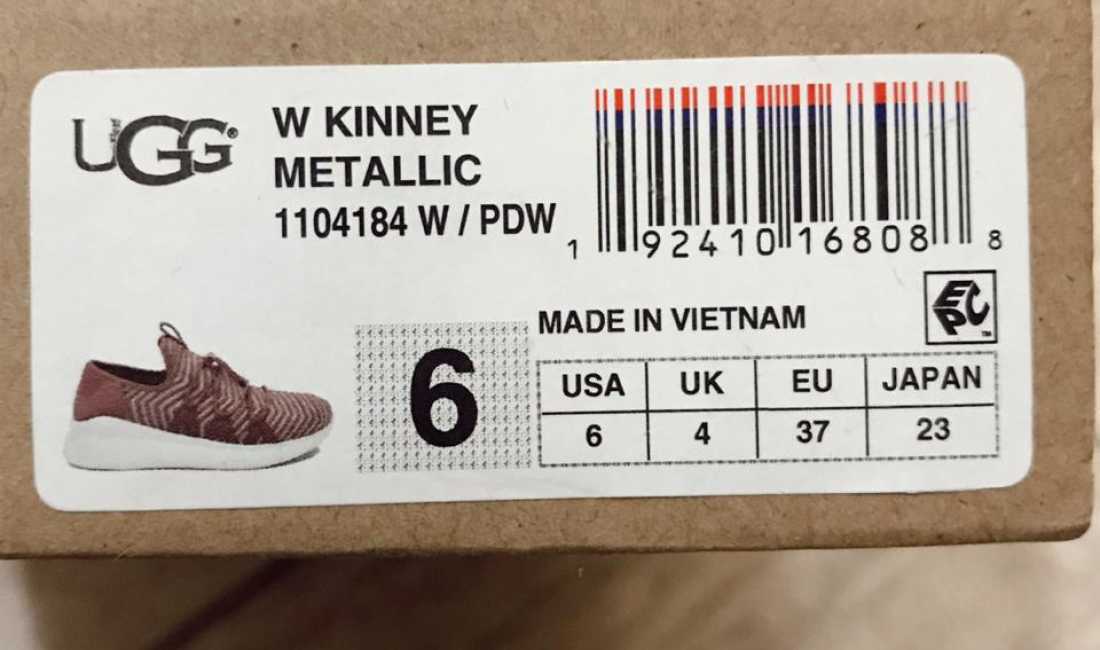 UGG®
W KINNEY
METALLIC
1104184 W / PDW
1 92410 16808 8
EPC™
MADE IN VIETNAM
6
USA UK EU JAPAN
6 4 37 23